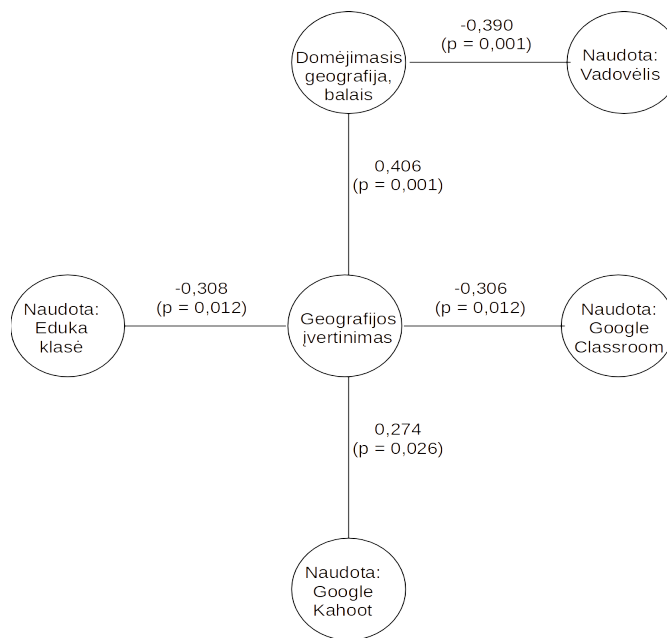 -0,390
(p = 0,001)
Domėjimasis
geografija,
balais
Naudota:
Vadovėlis
0,406
(p = 0,001)
-0,308
(p = 0,012)
-0,306
(p = 0,012)
Naudota:
Eduka
klasė
Geografijos
įvertinimas
Naudota:
Google
Classroom
0,274
(p = 0,026)
Naudota:
Google
Kahoot